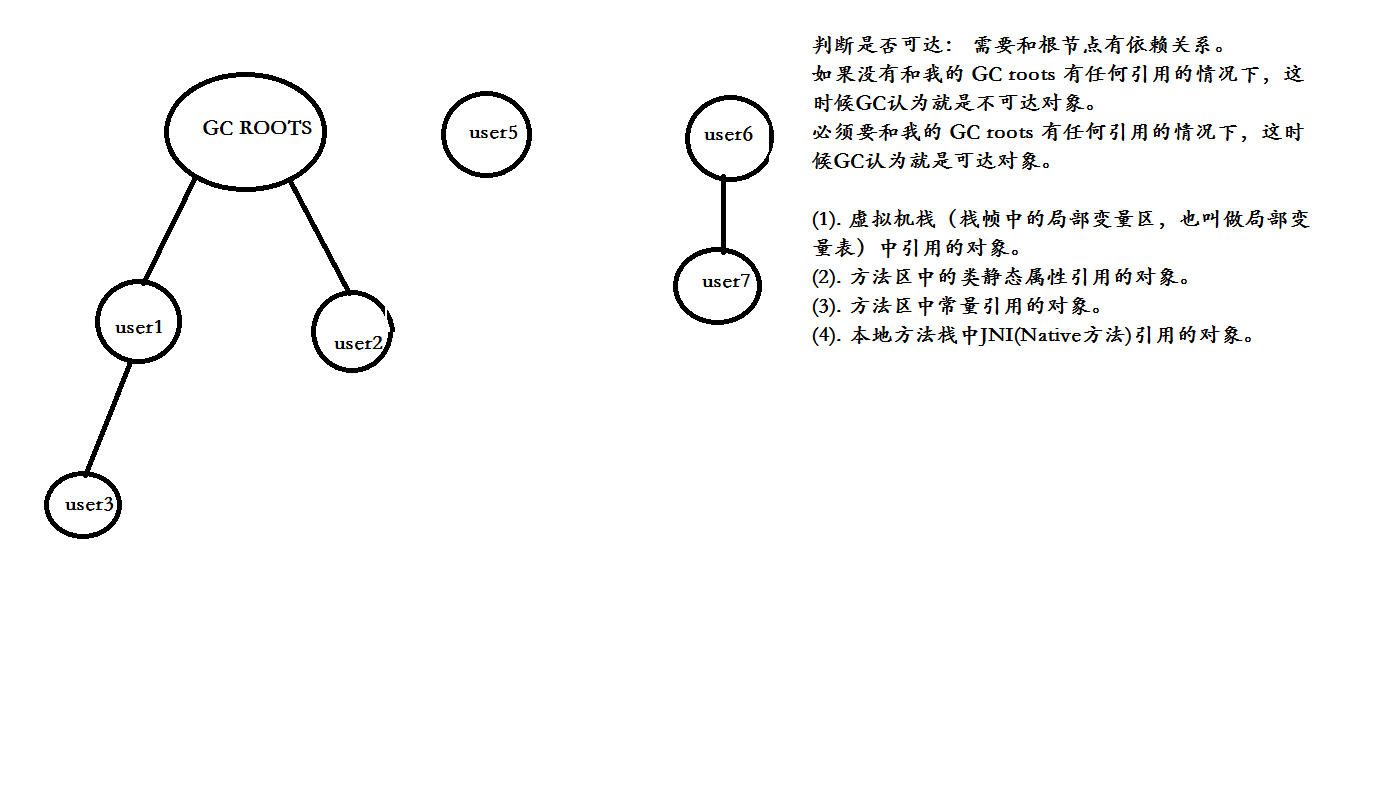 GC ROOTS
user5
user6
user1
user2
user7
user3
判断是否可达： 需要和根节点有依赖关系。
如果没有和我的 GC roots 有任何引用的情况下，这
时候GC认为就是不可达对象。
必须要和我的 GC roots 有任何引用的情况下，这时
候GC认为就是可达对象。
(1). 虚拟机栈（栈帧中的局部变量区，也叫做局部变
量表）中引用的对象。
(2). 方法区中的类静态属性引用的对象。
(3). 方法区中常量引用的对象。
(4). 本地方法栈中JNI(Native方法)引用的对象。